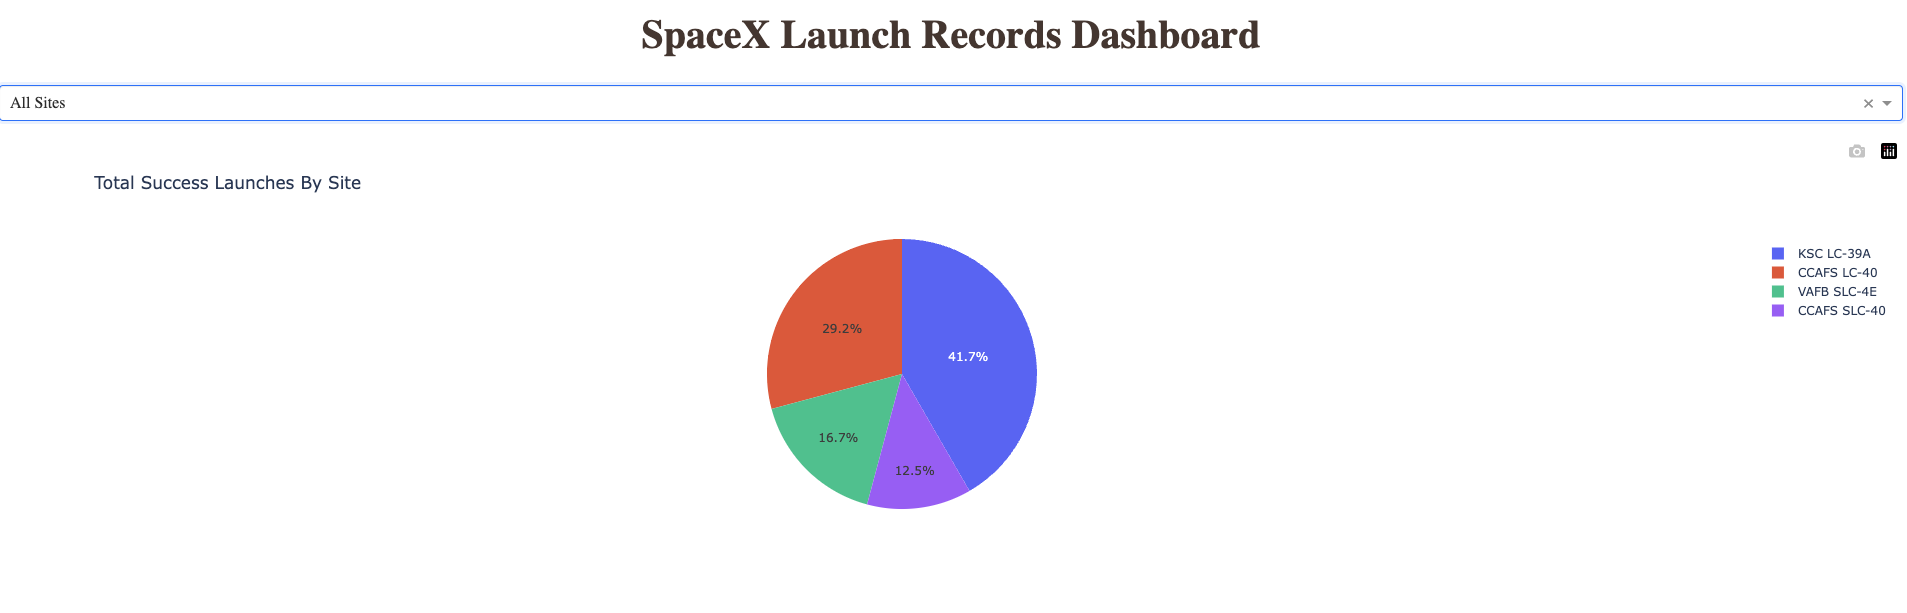 SpaceX Launch Records Dashboard
All Sites
Total Success Launches By Site
KSC LC-39A
CCAFS LC-40
VAFB SLC-4E
CCAFS SLC-40
29.2%
41.7%
16.7%
12.5%